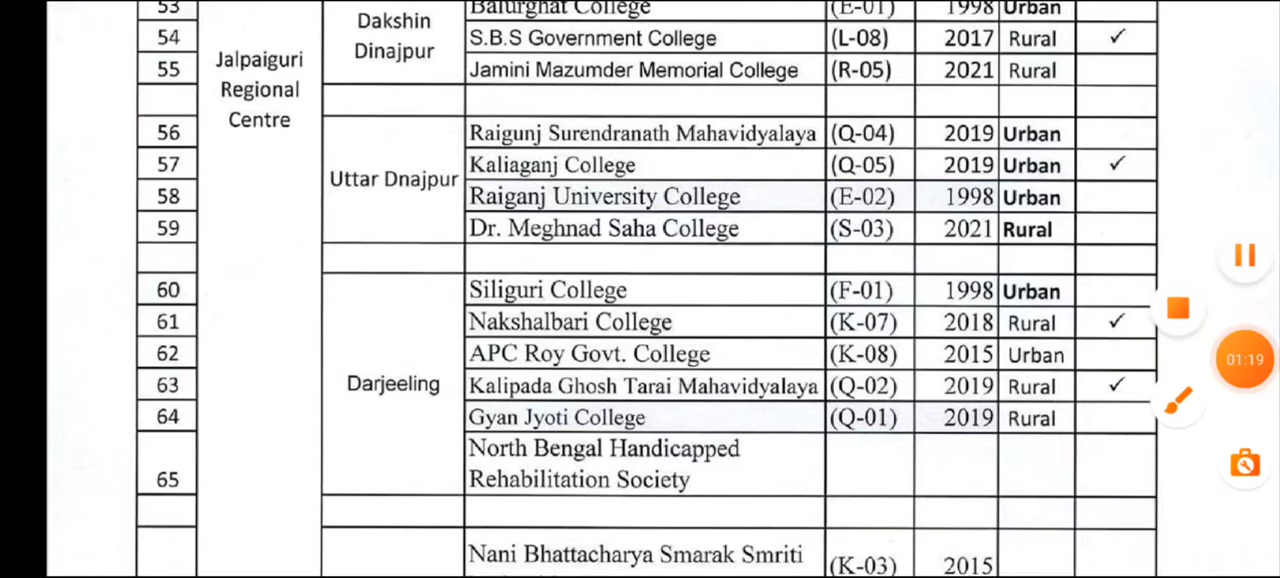 53 Balurghat College (E-01) 1998 Urban
Dakshin Dinajpur
54 S.B.S Government College (L-08) 2017 Rural ✓
55 Jamini Mazumder Memorial College (R-05) 2021 Rural
Jalpaiguri Regional Centre
56 Raigunj Surendranath Mahavidyalaya (Q-04) 2019 Urban
57 Kaliaganj College (Q-05) 2019 Urban ✓
Uttar Dnajpur
58 Raiganj University College (E-02) 1998 Urban
59 Dr. Meghnad Saha College (S-03) 2021 Rural
60 Siliguri College (F-01) 1998 Urban
61 Nakshalbari College (K-07) 2018 Rural ✓
62 APC Roy Govt. College (K-08) 2015 Urban
Darjeeling
63 Kalipada Ghosh Tarai Mahavidyalaya (Q-02) 2019 Rural ✓
64 Gyan Jyoti College (Q-01) 2019 Rural
North Bengal Handicapped
65 Rehabilitation Society
Nani Bhattacharya Smarak Smriti
(K-03) 2015
01:19